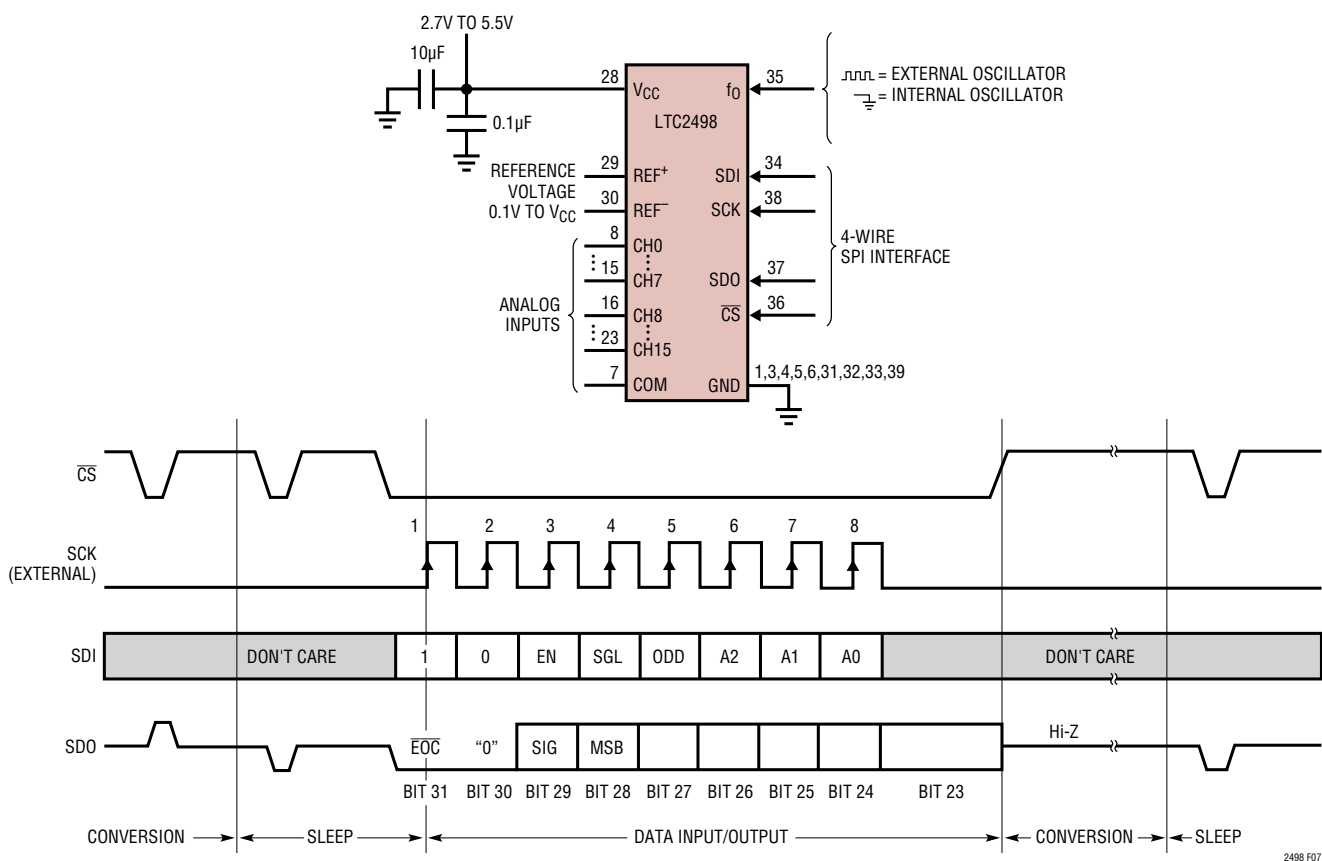 2.7V TO 5.5V
10µF
0.1µF
28
VCC
fO
35
LTC2498
= EXTERNAL OSCILLATOR
= INTERNAL OSCILLATOR
REFERENCE
VOLTAGE
0.1V TO VCC
29
REF+
SDI
34
30
REF–
SCK
38
8
CH0
15
CH7
SDO
37
4-WIRE
SPI INTERFACE
ANALOG
INPUTS
16
CH8
CS
36
23
CH15
7
COM
GND
1,3,4,5,6,31,32,33,39
CS
1 2 3 4 5 6 7 8
SCK
(EXTERNAL)
SDI DON'T CARE 1 0 EN SGL ODD A2 A1 A0 DON'T CARE
SDO EOC “0” SIG MSB Hi-Z
BIT 31 BIT 30 BIT 29 BIT 28 BIT 27 BIT 26 BIT 25 BIT 24 BIT 23
CONVERSION SLEEP DATA INPUT/OUTPUT CONVERSION SLEEP
2498 F07